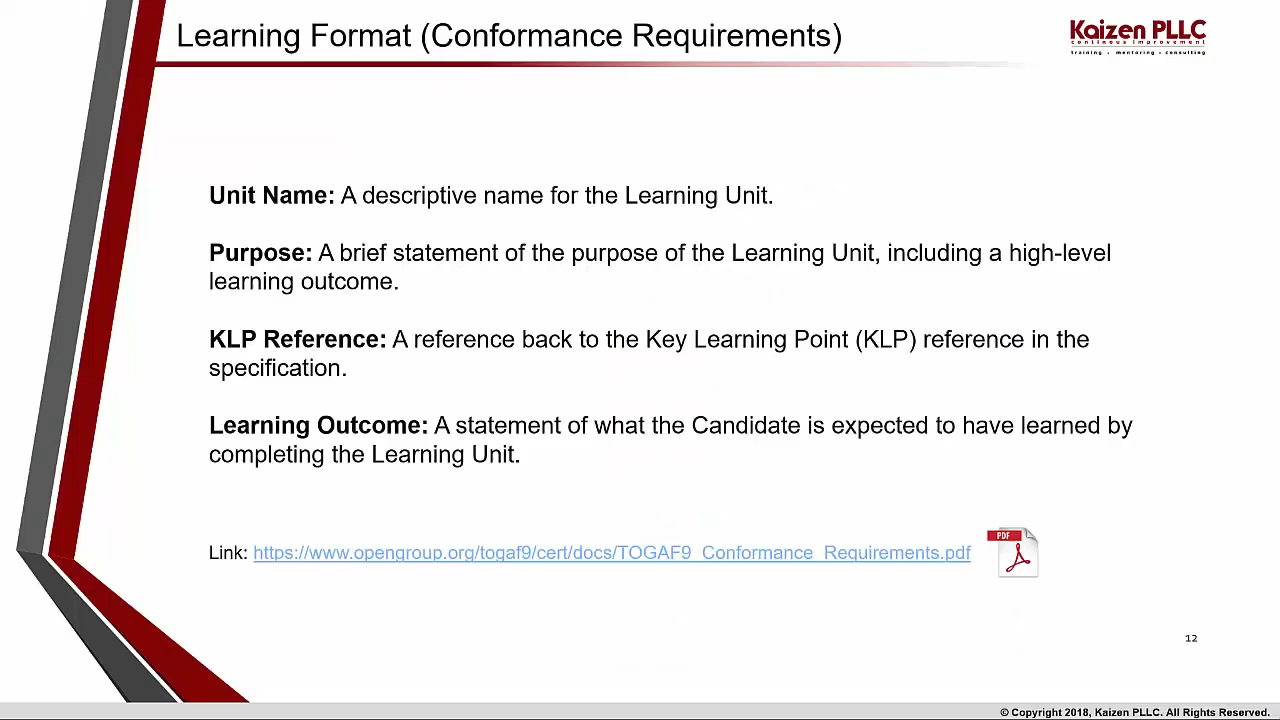 Learning Format (Conformance Requirements)
Kaizen PLLC
continous improvement
training • mentoring • consulting
Unit Name: A descriptive name for the Learning Unit.
Purpose: A brief statement of the purpose of the Learning Unit, including a high-level
learning outcome.
KLP Reference: A reference back to the Key Learning Point (KLP) reference in the
specification.
Learning Outcome: A statement of what the Candidate is expected to have learned by
completing the Learning Unit.
Link: https://www.opengroup.org/togaf9/cert/docs/TOGAF9_Conformance_Requirements.pdf
PDF
12
© Copyright 2018, Kaizen PLLC. All Rights Reserved.